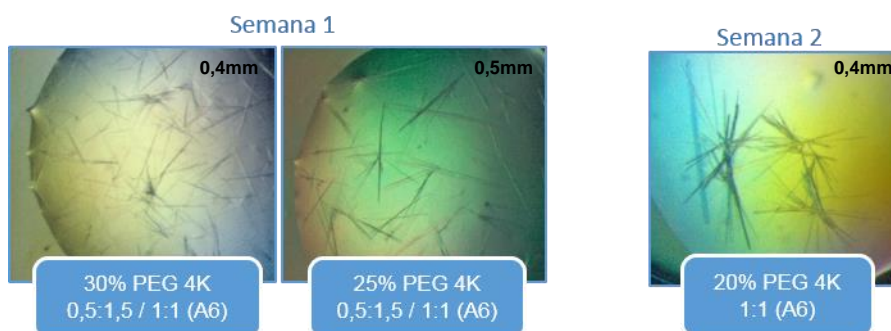 Semana 1
0,4mm
30% PEG 4K
0,5:1,5 / 1:1 (A6)
0,5mm
25% PEG 4K
0,5:1,5 / 1:1 (A6)
Semana 2
0,4mm
20% PEG 4K
1:1 (A6)